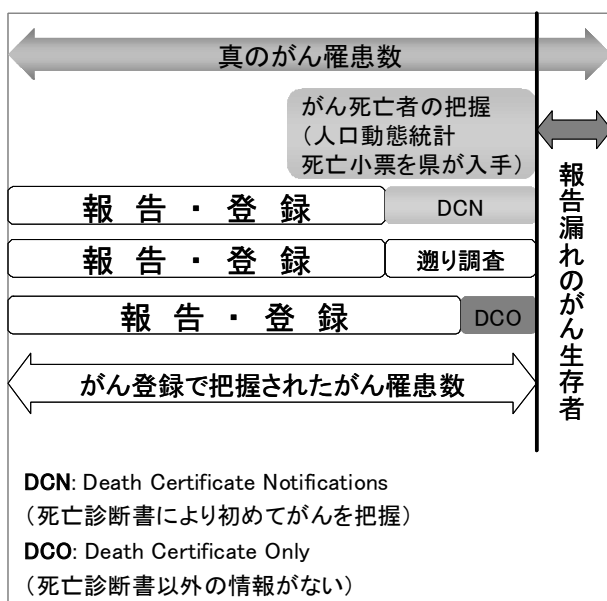 真のがん罹患数
がん死亡者の把握
（人口動態統計
死亡小票を県が入手）
報告・登録
DCN
報告・登録
遡り調査
報告・登録
DCO
がん登録で把握されたがん罹患数
報告漏れのがん生存者
DCN: Death Certificate Notifications
（死亡診断書により初めてがんを把握）
DCO: Death Certificate Only
（死亡診断書以外の情報がない）